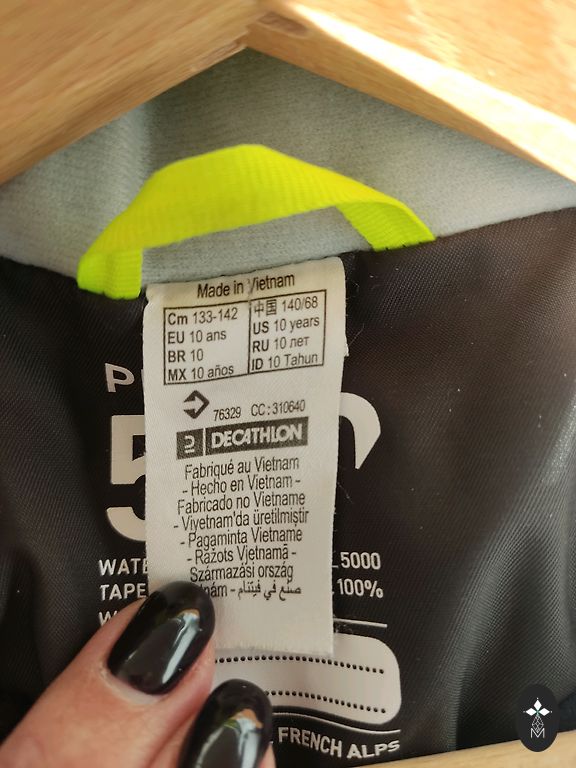 Made in Vietnam
Cm 133-142
EU 10 ans
BR 10
MX 10 años
中国 140/68
US 10 years
RU 10 лет
ID 10 Tahun
76329 CC: 310640
DECATHLON
Fabriqué au Vietnam
- Hecho en Vietnam -
Fabricado no Vietname
- Viyetnam'da üretilmiştir
- Pagaminta Vietname
- Ražots Vjetnamā -
Származási ország
صنع في فيتنام -
5000
TAPE 100%
FRENCH ALPS